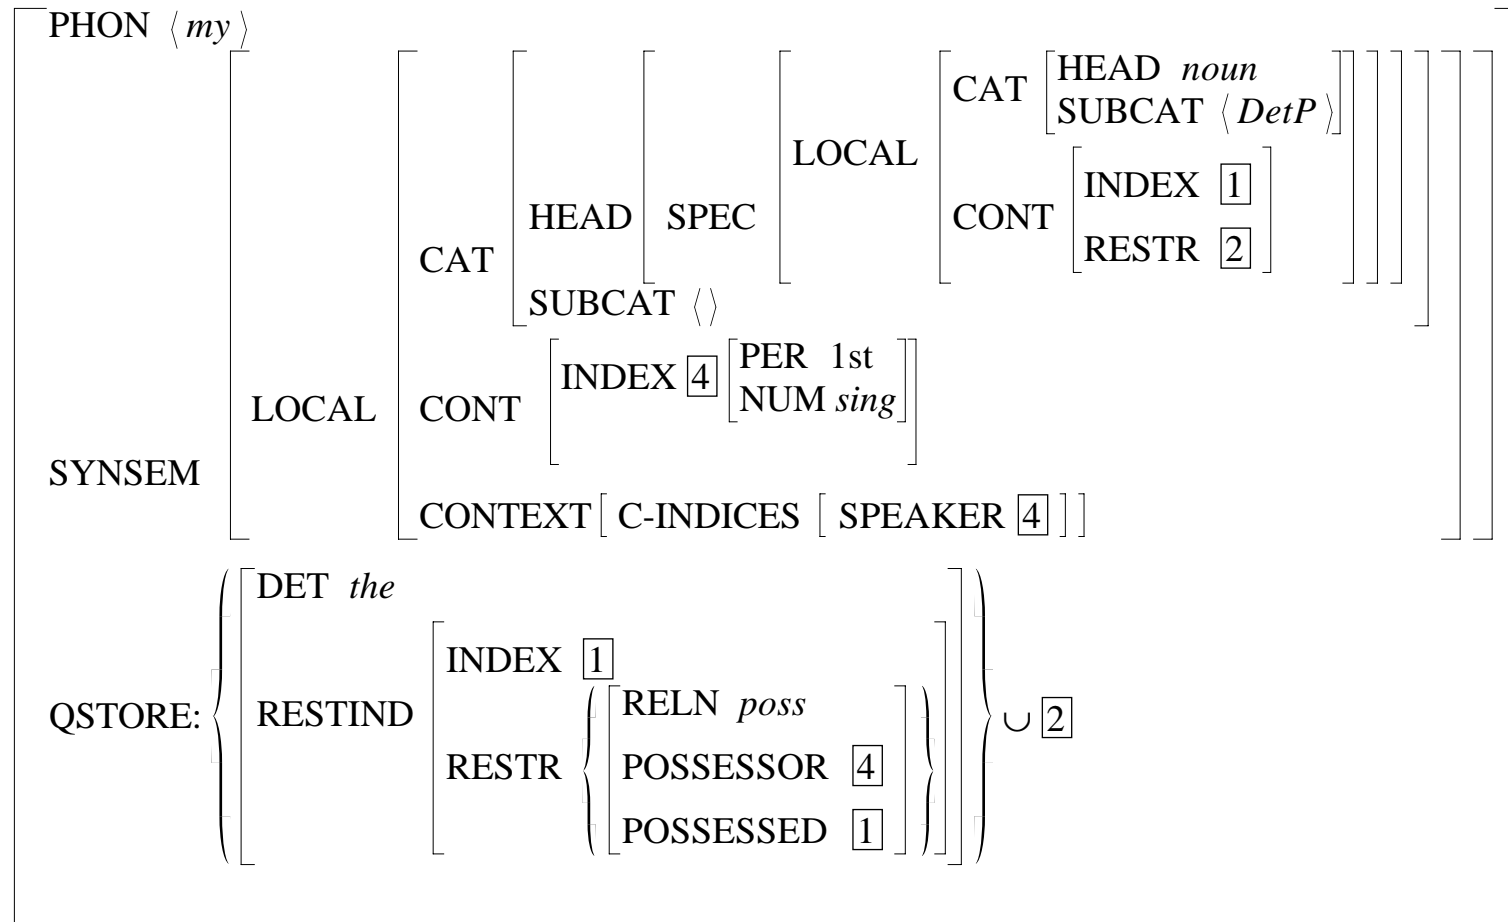 PHON ⟨ my ⟩
CAT [HEAD noun
SUBCAT ⟨ DetP ⟩]
LOCAL
INDEX [1]
HEAD [SPEC
CONT
RESTR [2]
CAT
SUBCAT ⟨ ⟩
PER 1st
INDEX [4]
NUM sing
LOCAL
CONT
SYNSEM
CONTEXT [ C-INDICES [ SPEAKER [4] ] ]
DET the
INDEX [1]
RELN poss
QSTORE: { [ RESTIND
∪ [2]
RESTR { [ POSSESSOR [4]
POSSESSED [1] ] }